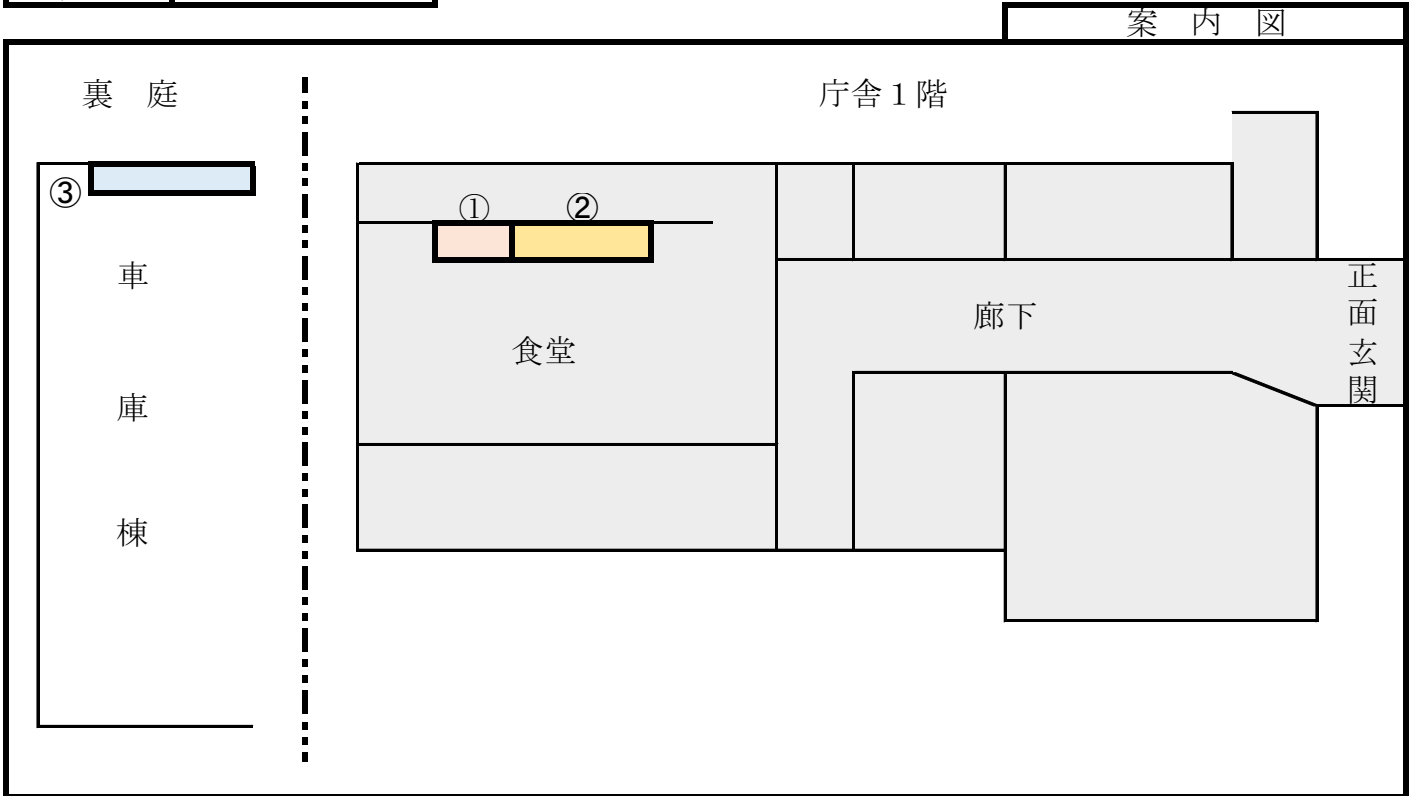 案 内 図
裏 庭
庁舎１階
③
①
②
車
庫
棟
食堂
廊下
正面玄関